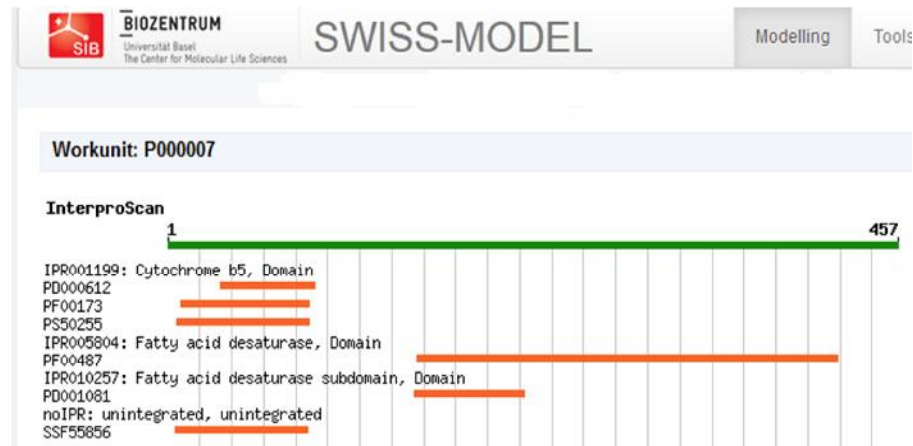 SIB
BIOZENTRUM
Universität Basel
The Center for Molecular Life Sciences
SWISS-MODEL
Modelling
Tools
Workunit: P000007
InterproScan
1 457
IPR001199: Cytochrome b5, Domain
PD000612
PF00173
PS50255
IPR005804: Fatty acid desaturase, Domain
PF00487
IPR010257: Fatty acid desaturase subdomain, Domain
PD001081
noIPR: unintegrated, unintegrated
SSF55856